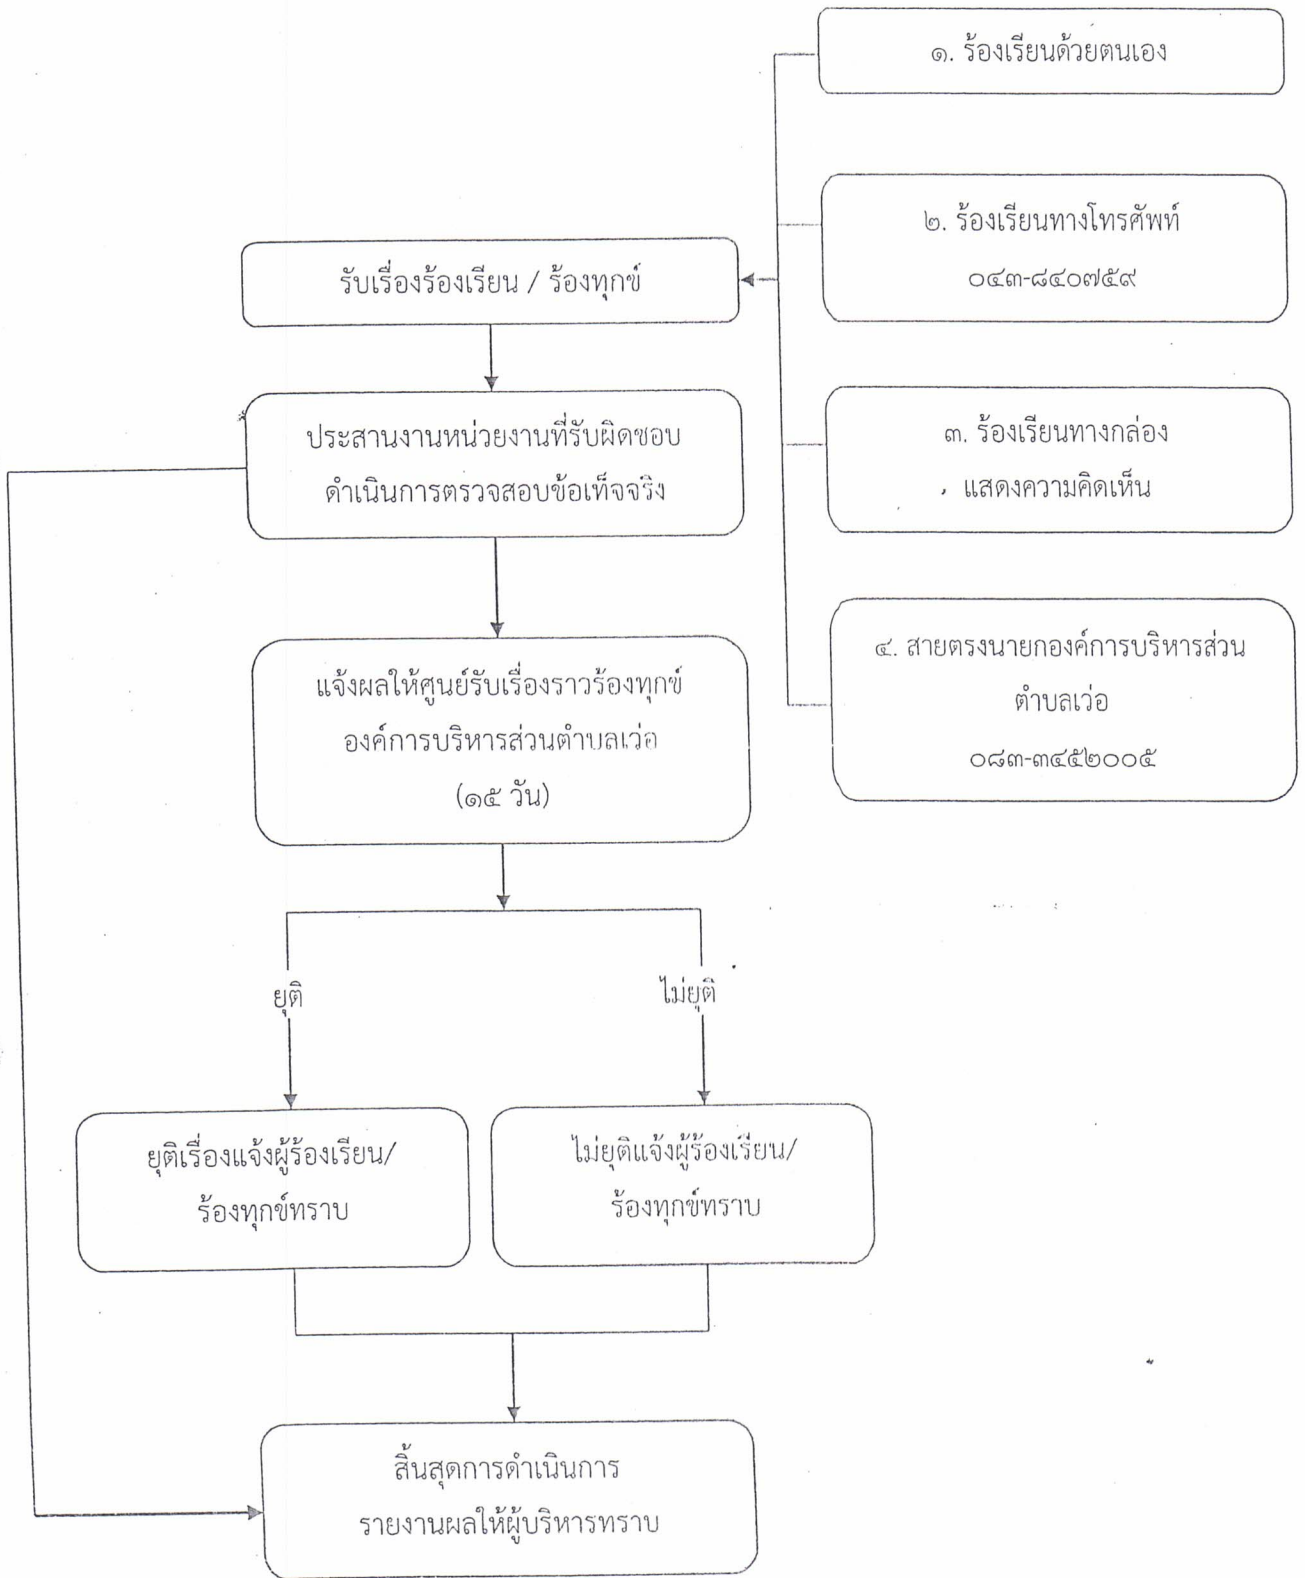 ๑. ร้องเรียนด้วยตนเอง
๒. ร้องเรียนทางโทรศัพท์
๐๔๓-๘๔๐๗๕๙
๓. ร้องเรียนทางกล่อง
แสดงความคิดเห็น
๔. สายตรงนายกองค์การบริหารส่วน
ตำบลเว่อ
๐๘๓-๓๔๕๒๐๐๕
รับเรื่องร้องเรียน / ร้องทุกข์
ประสานงานหน่วยงานที่รับผิดชอบ
ดำเนินการตรวจสอบข้อเท็จจริง
แจ้งผลให้ศูนย์รับเรื่องราวร้องทุกข์
องค์การบริหารส่วนตำบลเว่อ
(๑๕ วัน)
ยุติ
ไม่ยุติ
ยุติเรื่องแจ้งผู้ร้องเรียน/
ร้องทุกข์ทราบ
ไม่ยุติแจ้งผู้ร้องเรียน/
ร้องทุกข์ทราบ
สิ้นสุดการดำเนินการ
รายงานผลให้ผู้บริหารทราบ